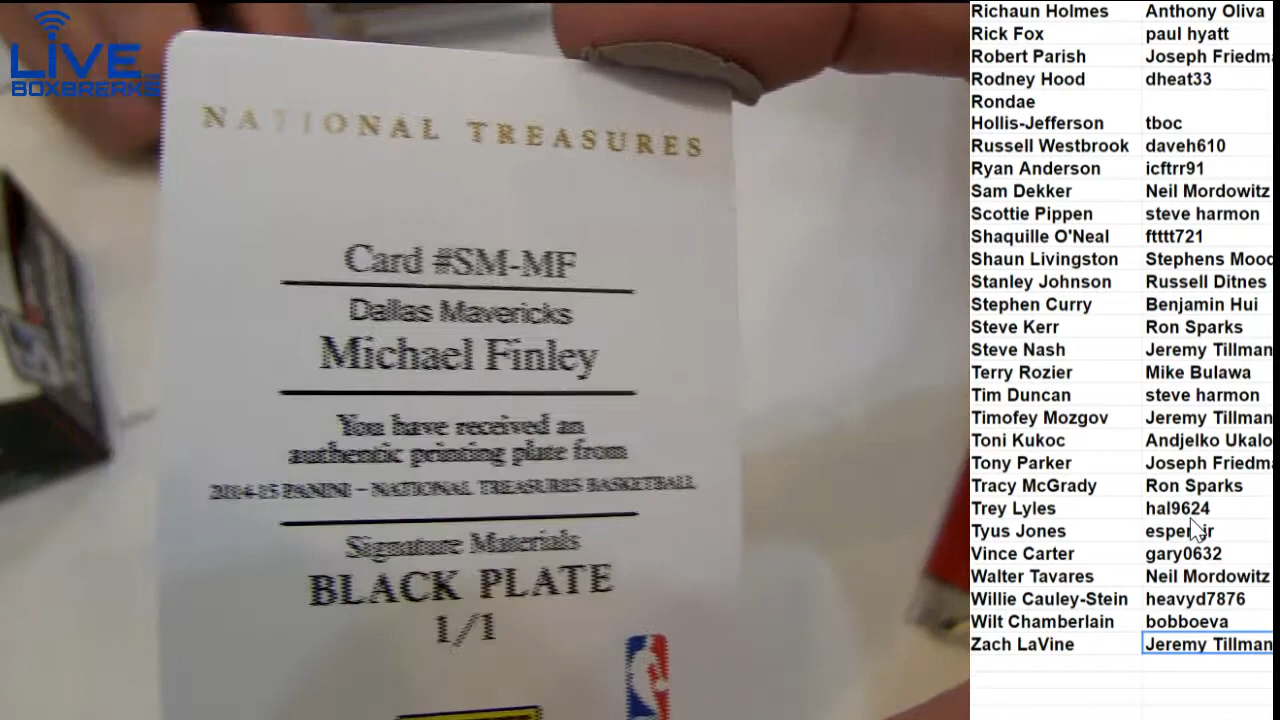 LIVE...
BOXBRERKS
NATIONAL TREASURES
Card #SM-MF
Dallas Mavericks
Michael Finley
You have received an
authentic printing plate from
2014-15 PANINI – NATIONAL TREASURES BASKETBALL
Signature Materials
BLACK PLATE
1/1
Richaun Holmes Anthony Oliva
Rick Fox paul hyatt
Robert Parish Joseph Friedma
Rodney Hood dheat33
Rondae
Hollis-Jefferson tboc
Russell Westbrook daveh610
Ryan Anderson icftrr91
Sam Dekker Neil Mordowitz
Scottie Pippen steve harmon
Shaquille O'Neal ftttt721
Shaun Livingston Stephens Mood
Stanley Johnson Russell Ditnes
Stephen Curry Benjamin Hui
Steve Kerr Ron Sparks
Steve Nash Jeremy Tillman
Terry Rozier Mike Bulawa
Tim Duncan steve harmon
Timofey Mozgov Jeremy Tillman
Toni Kukoc Andjelko Ukalo
Tony Parker Joseph Friedma
Tracy McGrady Ron Sparks
Trey Lyles hal9624
Tyus Jones
Vince Carter gary0632
Walter Tavares Neil Mordowitz
Willie Cauley-Stein heavyd7876
Wilt Chamberlain bobboeva
Zach LaVine Jeremy Tillman